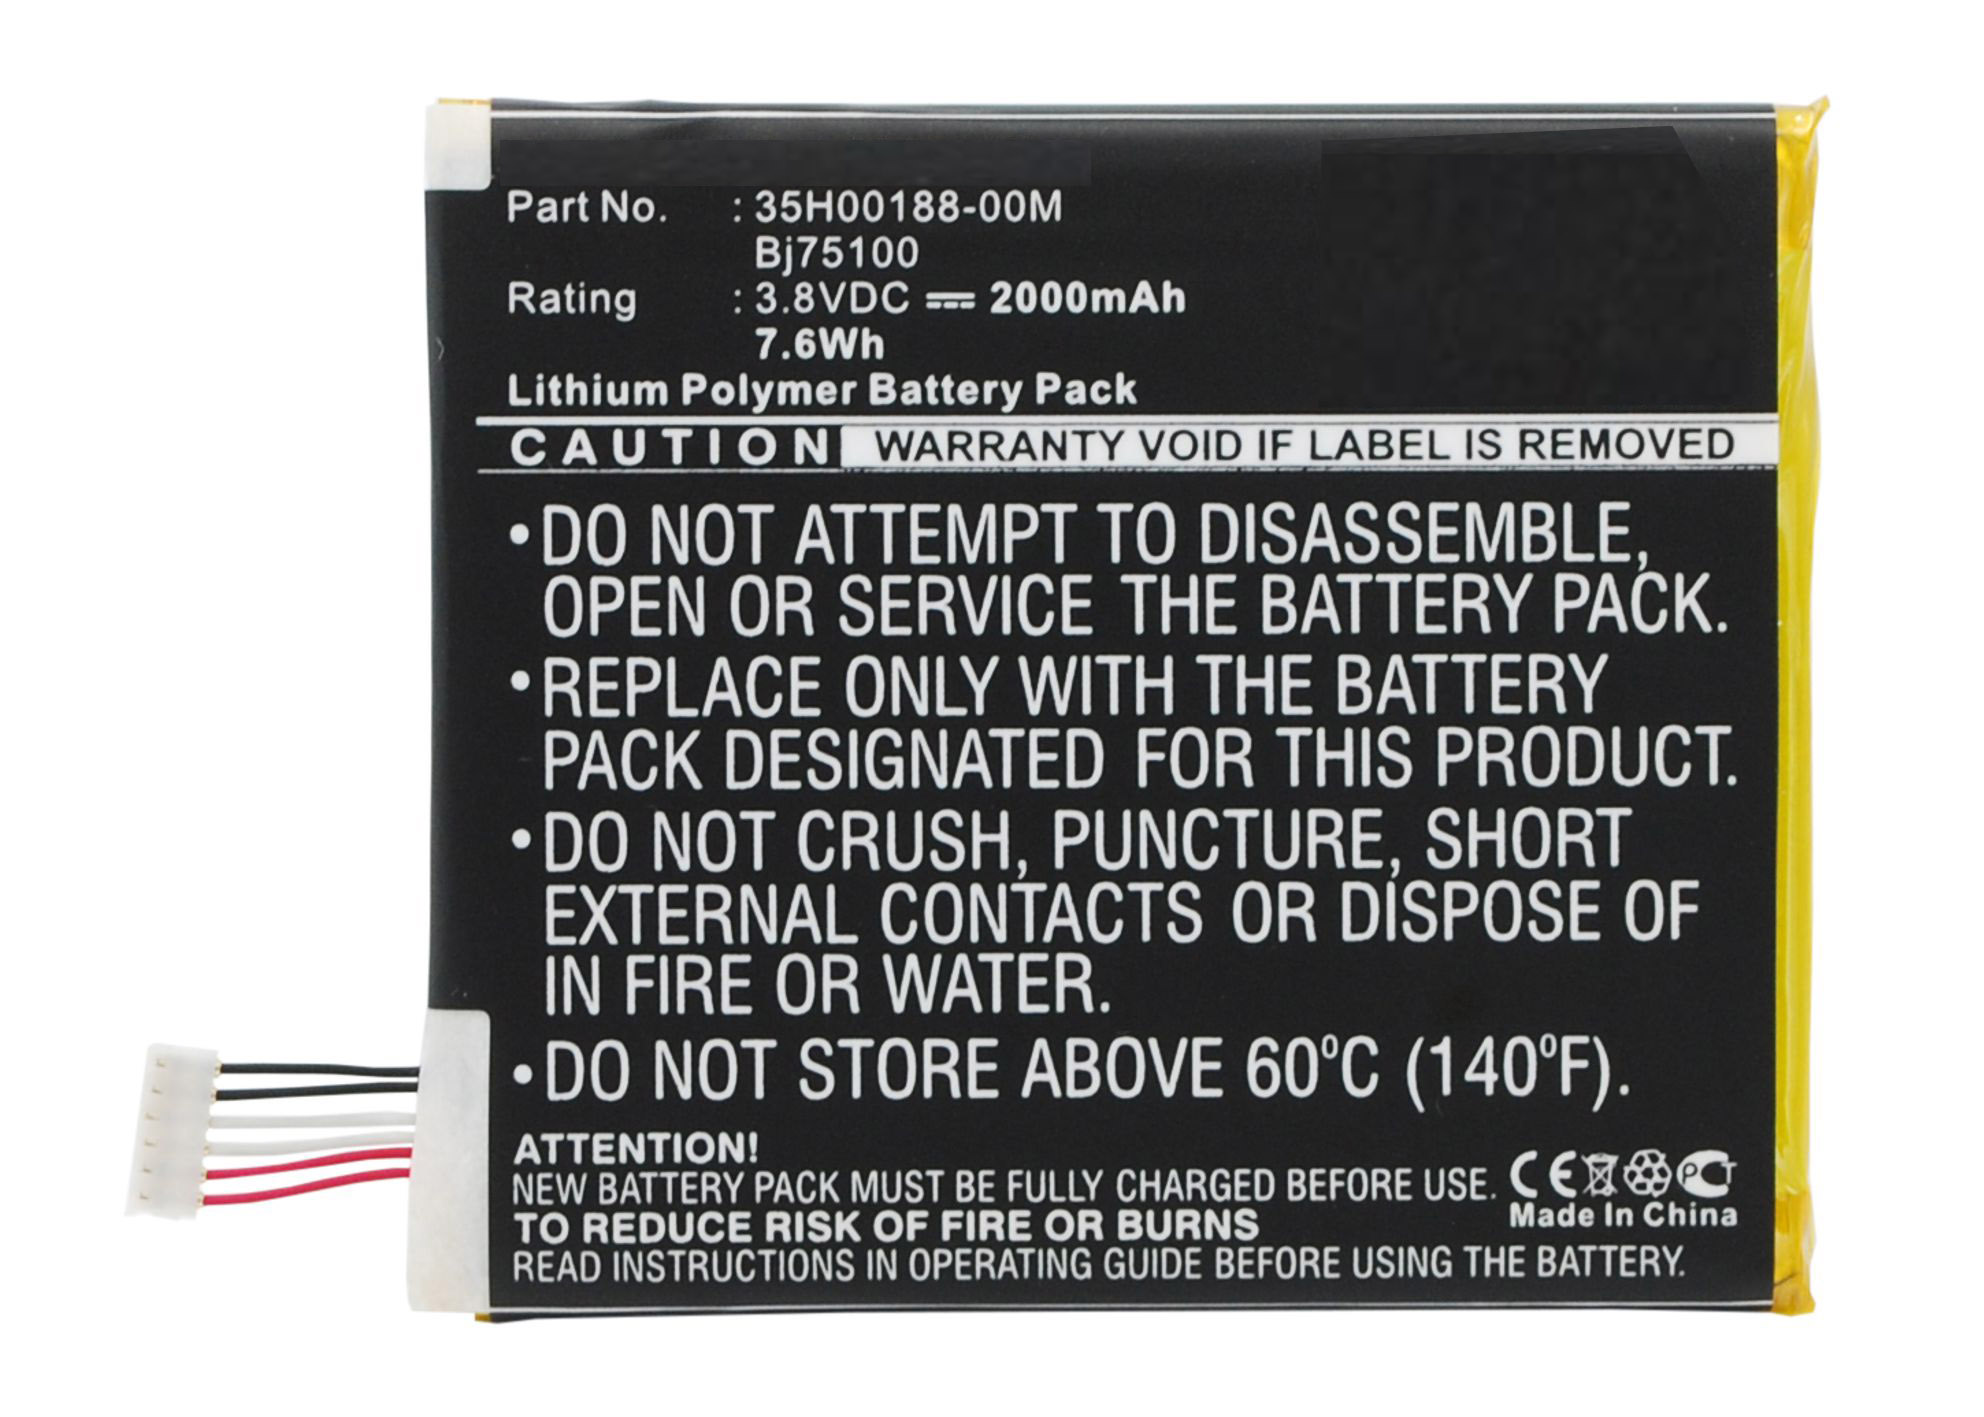 Part No. : 35H00188-00M
Bj75100
Rating : 3.8VDC ⎓ 2000mAh
7.6Wh
Lithium Polymer Battery Pack
CAUTION WARRANTY VOID IF LABEL IS REMOVED
•DO NOT ATTEMPT TO DISASSEMBLE,
OPEN OR SERVICE THE BATTERY PACK.
•REPLACE ONLY WITH THE BATTERY
PACK DESIGNATED FOR THIS PRODUCT.
•DO NOT CRUSH, PUNCTURE, SHORT
EXTERNAL CONTACTS OR DISPOSE OF
IN FIRE OR WATER.
•DO NOT STORE ABOVE 60ºC (140ºF).
ATTENTION!
NEW BATTERY PACK MUST BE FULLY CHARGED BEFORE USE.
TO REDUCE RISK OF FIRE OR BURNS
READ INSTRUCTIONS IN OPERATING GUIDE BEFORE USING THE BATTERY.
CE PCT
Made In China